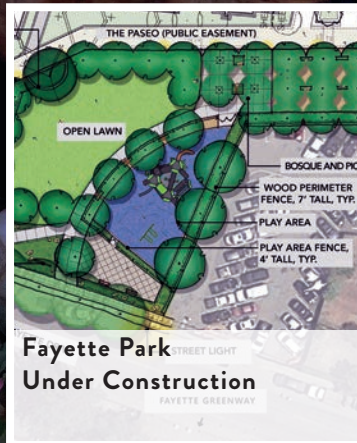 THE PASEO (PUBLIC EASEMENT)
OPEN LAWN
BOSQUE AND PIC
WOOD PERIMETER
FENCE, 7' TALL, TYP.
PLAY AREA
PLAY AREA FENCE,
4' TALL, TYP.
STREET LIGHT
Fayette Park
Under Construction
FAYETTE GREENWAY